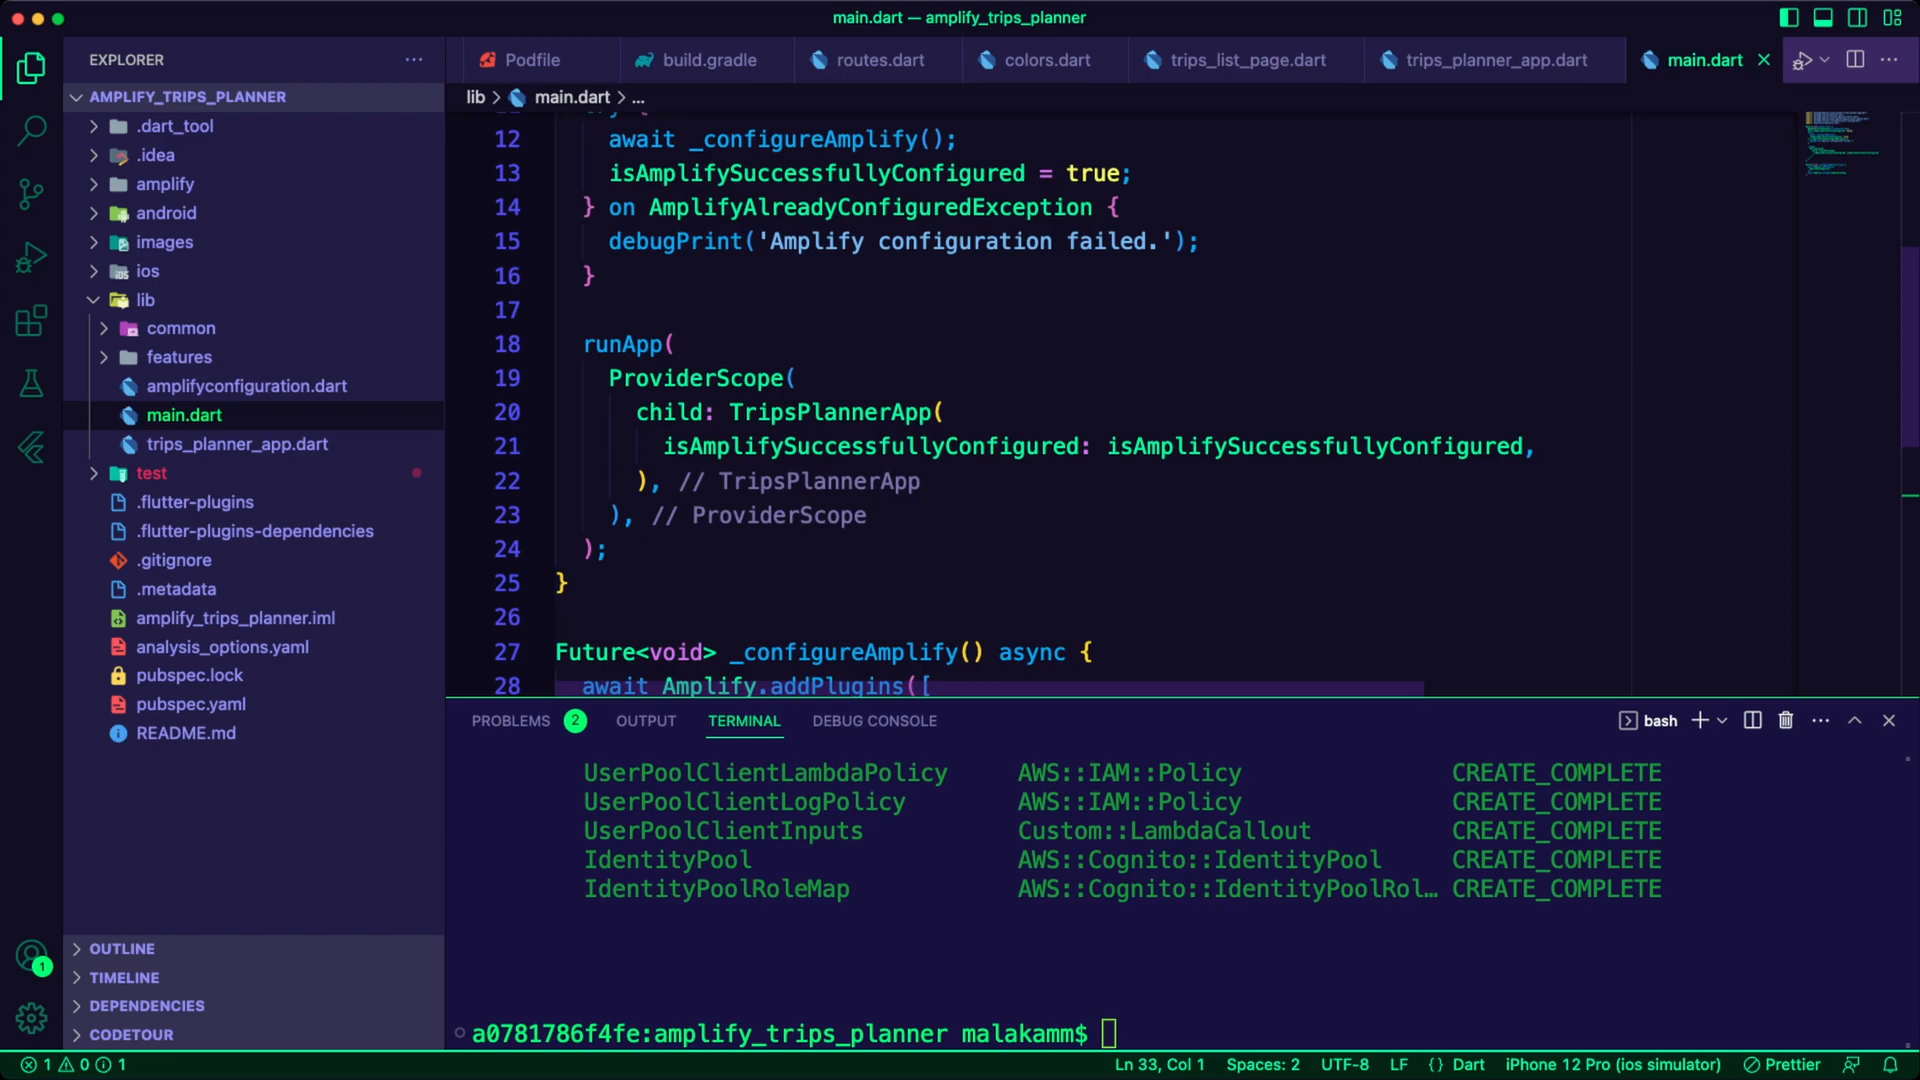 main.dart — amplify_trips_planner
EXPLORER
AMPLIFY_TRIPS_PLANNER
.dart_tool
.idea
amplify
android
images
ios
lib
common
features
amplifyconfiguration.dart
main.dart
trips_planner_app.dart
test
.flutter-plugins
.flutter-plugins-dependencies
.gitignore
.metadata
amplify_trips_planner.iml
analysis_options.yaml
pubspec.lock
pubspec.yaml
README.md
OUTLINE
TIMELINE
DEPENDENCIES
CODETOUR
1
Podfile
build.gradle
routes.dart
colors.dart
trips_list_page.dart
trips_planner_app.dart
main.dart
lib > main.dart > ...
12 await _configureAmplify();
13 isAmplifySuccessfullyConfigured = true;
14 } on AmplifyAlreadyConfiguredException {
15 debugPrint('Amplify configuration failed.');
16 }
17
18 runApp(
19 ProviderScope(
20 child: TripsPlannerApp(
21 isAmplifySuccessfullyConfigured: isAmplifySuccessfullyConfigured,
22 ), // TripsPlannerApp
23 ), // ProviderScope
24 );
25 }
26
27 Future<void> _configureAmplify() async {
28 await Amplify.addPlugins([
PROBLEMS 2 OUTPUT TERMINAL DEBUG CONSOLE
bash
UserPoolClientLambdaPolicy AWS::IAM::Policy CREATE_COMPLETE
UserPoolClientLogPolicy AWS::IAM::Policy CREATE_COMPLETE
UserPoolClientInputs Custom::LambdaCallout CREATE_COMPLETE
IdentityPool AWS::Cognito::IdentityPool CREATE_COMPLETE
IdentityPoolRoleMap AWS::Cognito::IdentityPoolRol… CREATE_COMPLETE
a0781786f4fe:amplify_trips_planner malakamm$
1 0 1 Ln 33, Col 1 Spaces: 2 UTF-8 LF {} Dart iPhone 12 Pro (ios simulator) Prettier